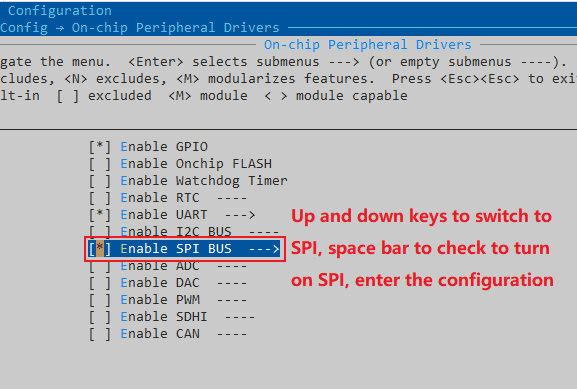 Configuration
Config → On-chip Peripheral Drivers
On-chip Peripheral Drivers
gate the menu.  <Enter> selects submenus ---> (or empty submenus ----).
cludes, <N> excludes, <M> modularizes features.  Press <Esc><Esc> to exi
lt-in  [ ] excluded  <M> module  < > module capable
[*] Enable GPIO
[ ] Enable Onchip FLASH
[ ] Enable Watchdog Timer
[ ] Enable RTC  ----
[*] Enable UART  --->
[ ] Enable I2C BUS  ----
[*] Enable SPI BUS  --->
[ ] Enable ADC  ----
[ ] Enable DAC  ----
[ ] Enable PWM  ----
[ ] Enable SDHI  ----
[ ] Enable CAN  ----
Up and down keys to switch to
SPI, space bar to check to turn
on SPI, enter the configuration